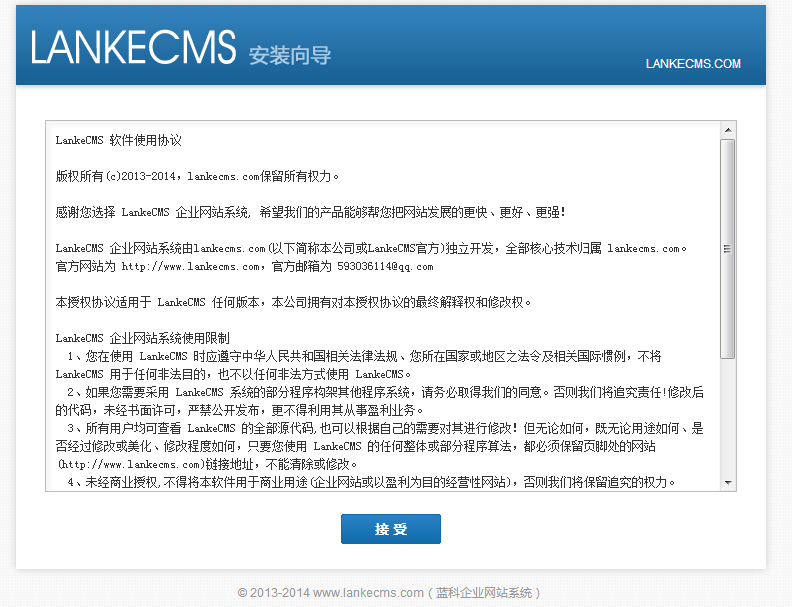 LANKECMS 安装向导
LANKECMS.COM
LankeCMS 软件使用协议
版权所有(c)2013-2014，lankecms.com保留所有权力。
感谢您选择 LankeCMS 企业网站系统, 希望我们的产品能够帮您把网站发展的更快、更好、更强！
LankeCMS 企业网站系统由lankecms.com(以下简称本公司或LankeCMS官方)独立开发，全部核心技术归属 lankecms.com。
官方网站为 http://www.lankecms.com，官方邮箱为 593036114@qq.com
本授权协议适用于 LankeCMS 任何版本，本公司拥有对本授权协议的最终解释权和修改权。
LankeCMS 企业网站系统使用限制
1、您在使用 LankeCMS 时应遵守中华人民共和国相关法律法规、您所在国家或地区之法令及相关国际惯例，不将
LankeCMS 用于任何非法目的，也不以任何非法方式使用 LankeCMS。
2、如果您需要采用 LankeCMS 系统的部分程序构架其他程序系统，请务必取得我们的同意。否则我们将追究责任!修改后
的代码，未经书面许可，严禁公开发布，更不得利用其从事盈利业务。
3、所有用户均可查看 LankeCMS 的全部源代码,也可以根据自己的需要对其进行修改！但无论如何，既无论用途如何、是
否经过修改或美化、修改程度如何，只要您使用 LankeCMS 的任何整体或部分程序算法，都必须保留页脚处的网站
(http://www.lankecms.com)链接地址，不能清除或修改。
4、未经商业授权,不得将本软件用于商业用途(企业网站或以盈利为目的经营性网站)，否则我们将保留追究的权力。
接 受
© 2013-2014 www.lankecms.com ( 蓝科企业网站系统 )